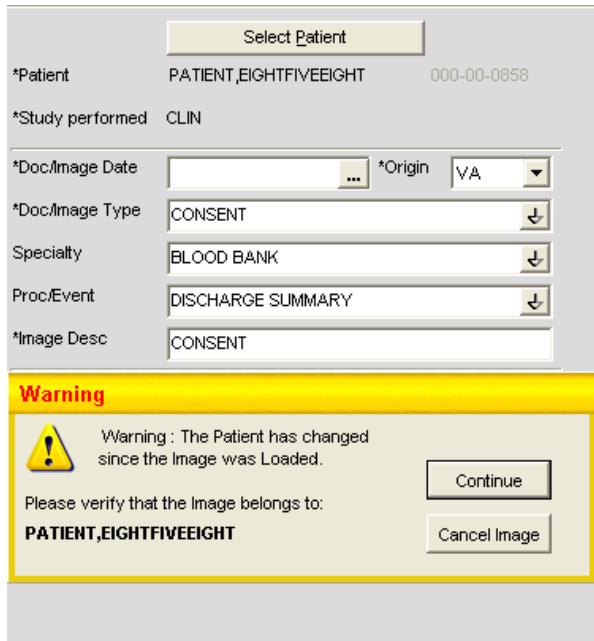 Select Patient
*Patient PATIENT,EIGHTFIVEEIGHT 000-00-0858
*Study performed CLIN
*Doc/Image Date ... *Origin VA
*Doc/Image Type CONSENT
Specialty BLOOD BANK
Proc/Event DISCHARGE SUMMARY
*Image Desc CONSENT
Warning
Warning : The Patient has changed
since the Image was Loaded.
Continue
Please verify that the Image belongs to:
PATIENT,EIGHTFIVEEIGHT
Cancel Image